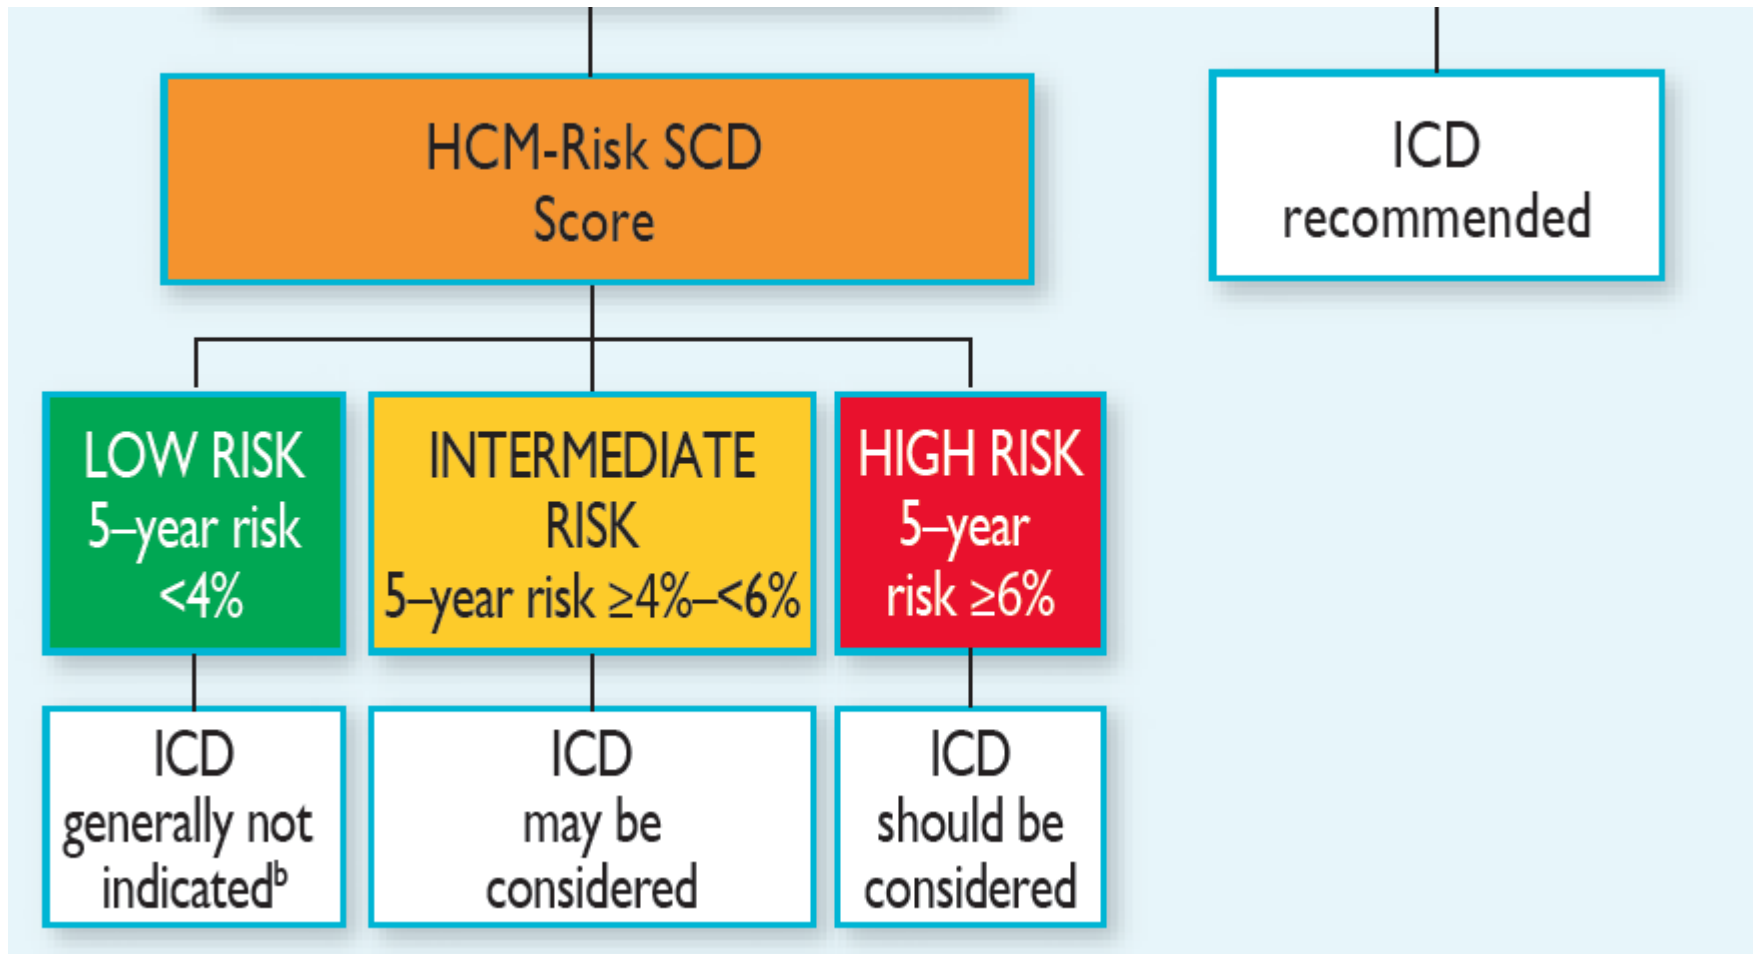 HCM-Risk SCD
Score
ICD
recommended
LOW RISK
5–year risk
<4%
INTERMEDIATE
RISK
5–year risk ≥4%–<6%
HIGH RISK
5–year
risk ≥6%
ICD
generally not
indicatedᵇ
ICD
may be
considered
ICD
should be
considered